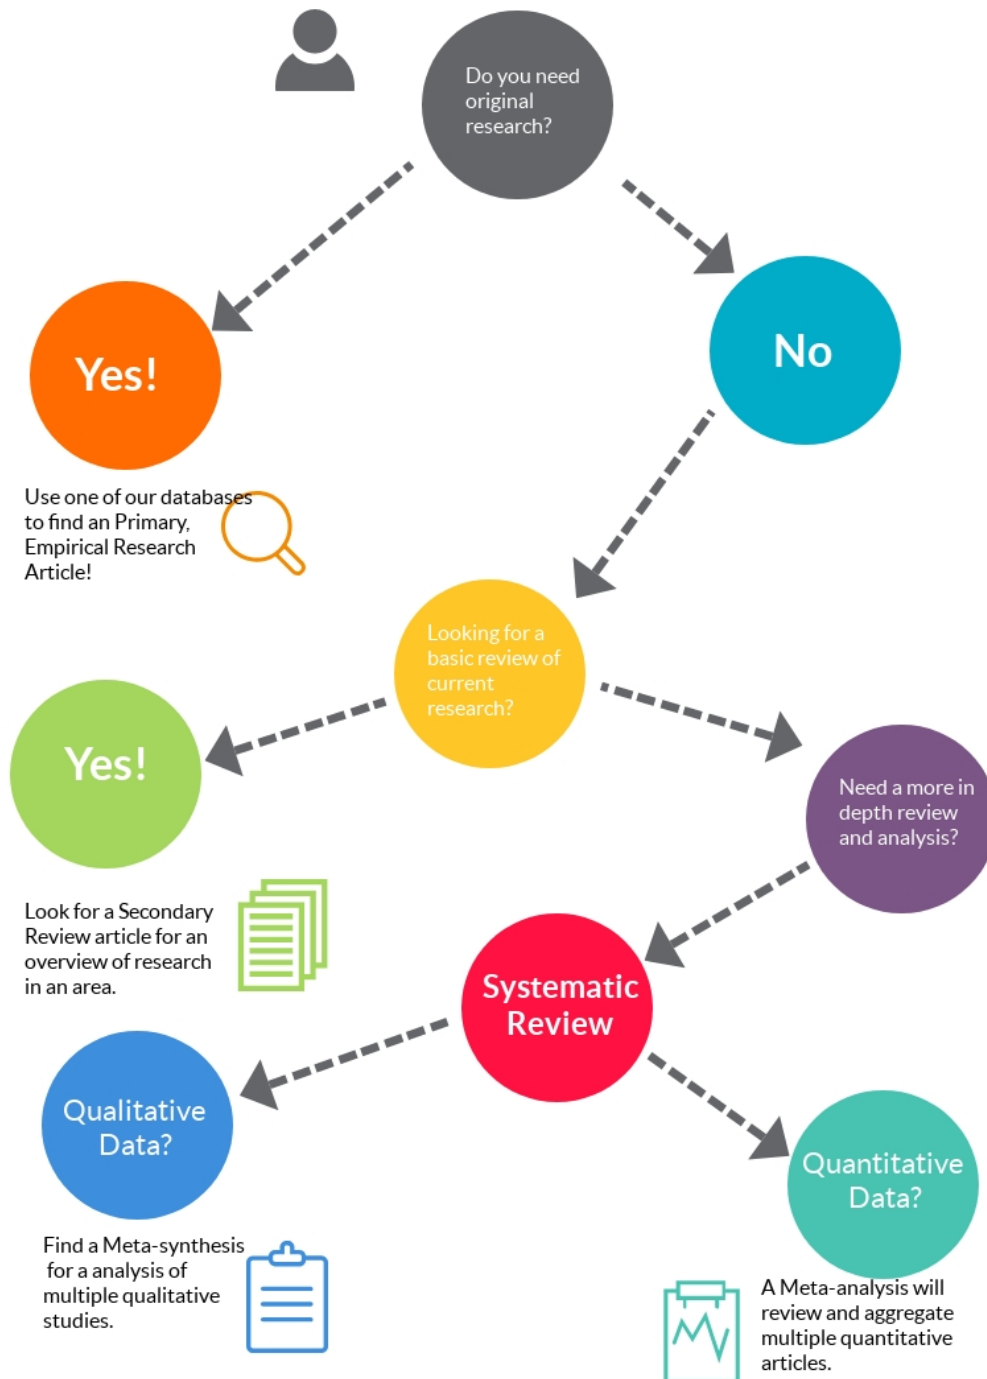 Do you need
original
research?
Yes!
No
Use one of our databases
to find an Primary,
Empirical Research
Article!
Looking for a
basic review of
current
research?
Yes!
Need a more in
depth review
and analysis?
Look for a Secondary
Review article for an
overview of research
in an area.
Systematic
Review
Qualitative
Data?
Quantitative
Data?
Find a Meta-synthesis
for a analysis of
multiple qualitative
studies.
A Meta-analysis will
review and aggregate
multiple quantitative
articles.